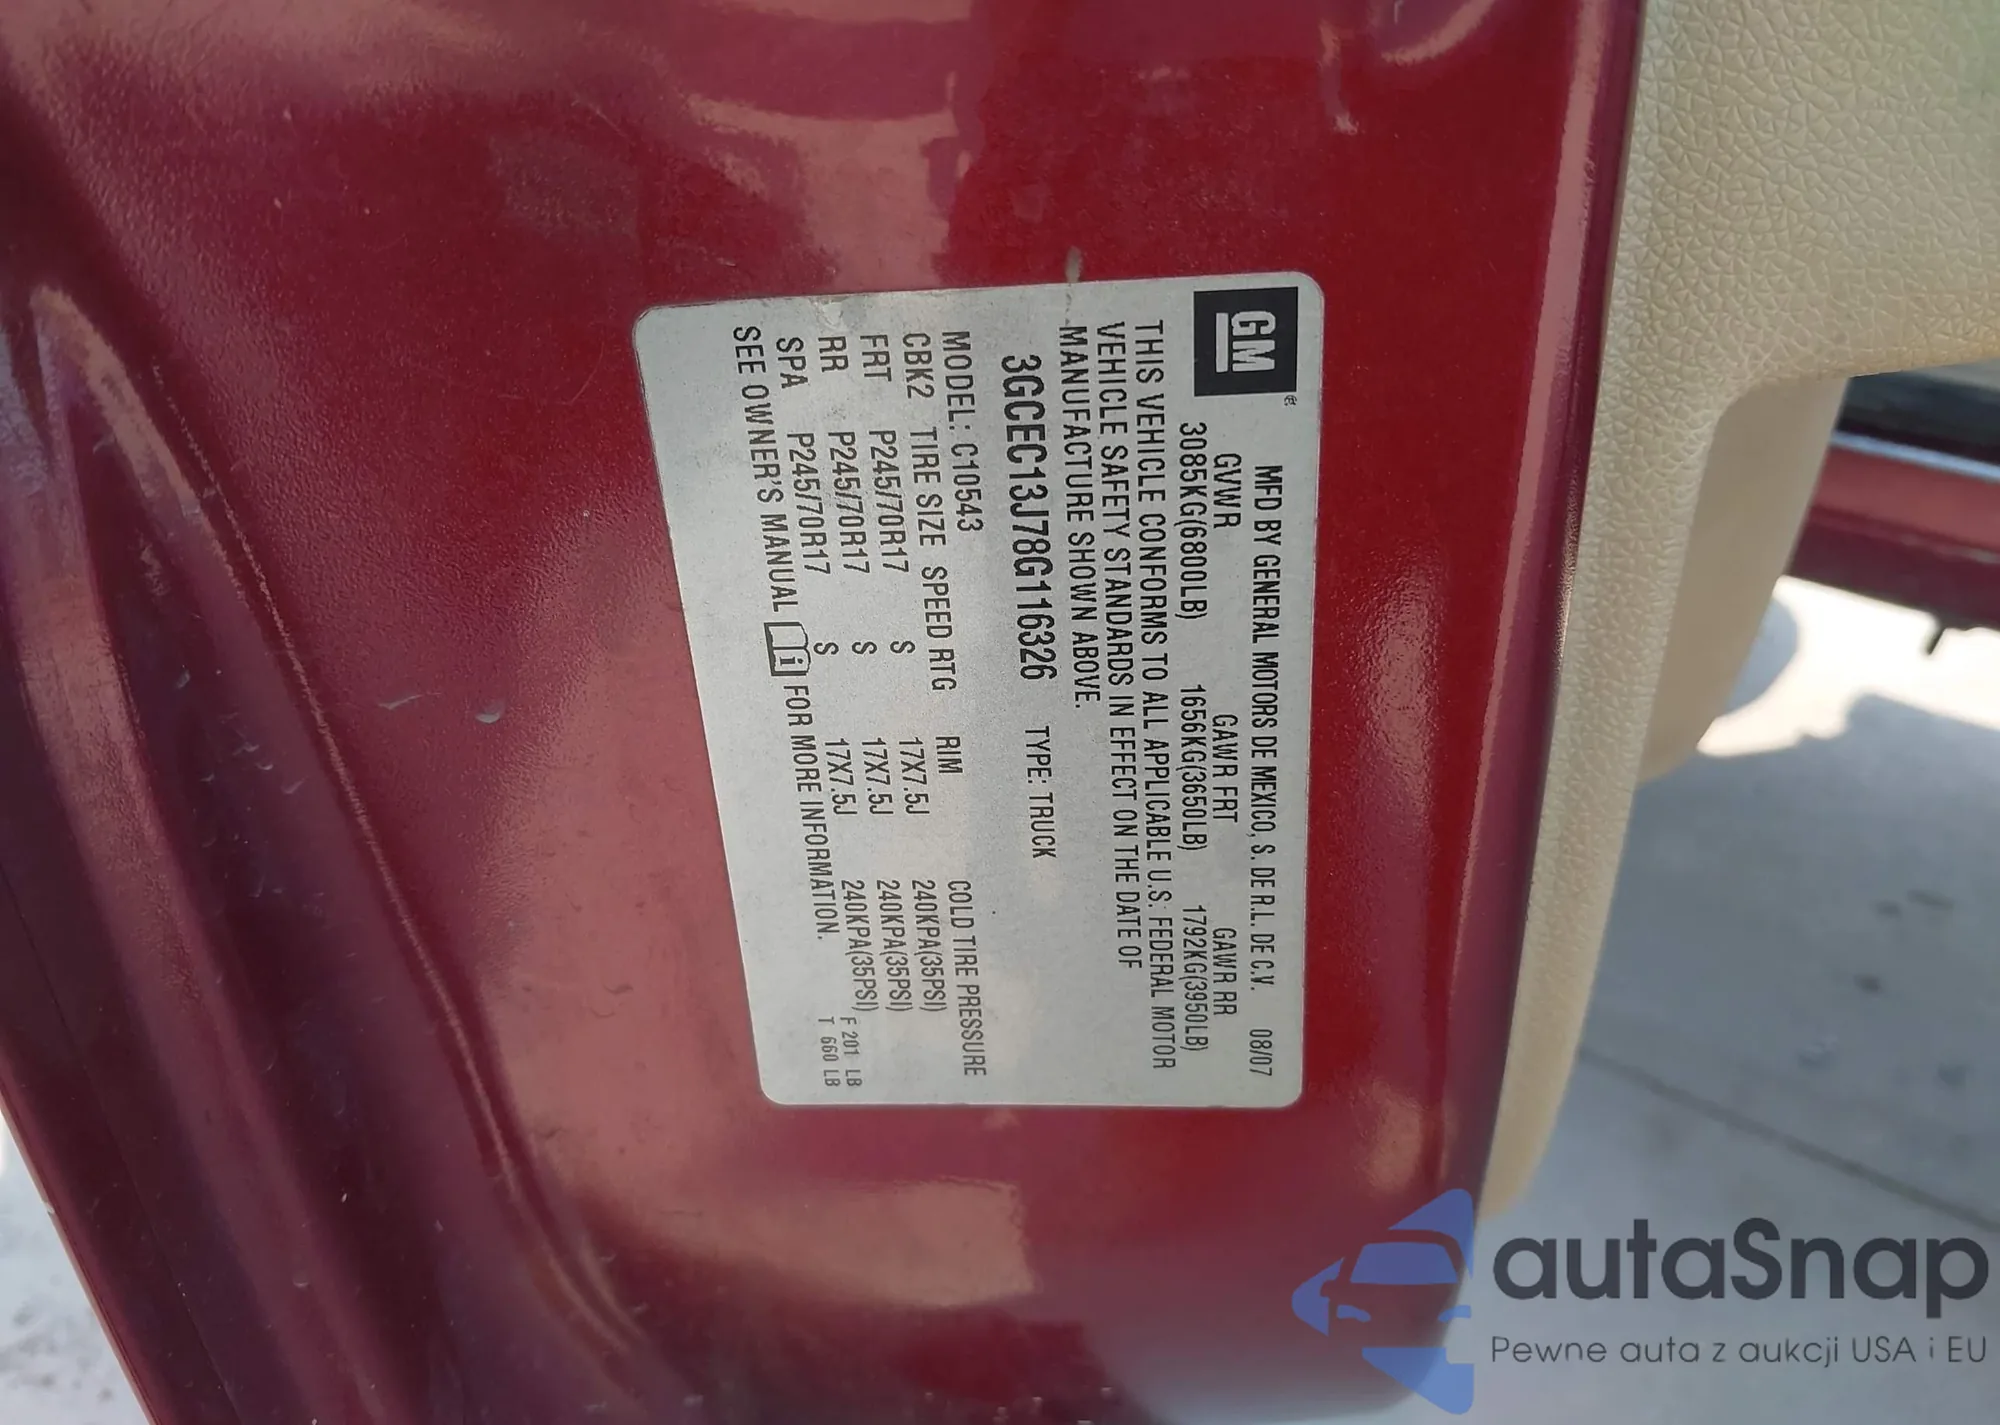 GM
MFD BY GENERAL MOTORS DE MEXICO, S. DE R.L. DE C.V. 08/07
GVWR GAWR FRT GAWR RR
3085KG(6800LB) 1656KG(3650LB) 1792KG(3950LB)
THIS VEHICLE CONFORMS TO ALL APPLICABLE U.S. FEDERAL MOTOR
VEHICLE SAFETY STANDARDS IN EFFECT ON THE DATE OF
MANUFACTURE SHOWN ABOVE.
3GCEC13J78G116326 TYPE: TRUCK
MODEL: C10543
CBK2 TIRE SIZE SPEED RTG RIM COLD TIRE PRESSURE
FRT P245/70R17 S 17X7.5J 240KPA(35PSI)
RR P245/70R17 S 17X7.5J 240KPA(35PSI)
SPA P245/70R17 S 17X7.5J 240KPA(35PSI) F 201 LB
SEE OWNER'S MANUAL i FOR MORE INFORMATION. T 660 LB
autaSnap
Pewne auta z aukcji USA i EU